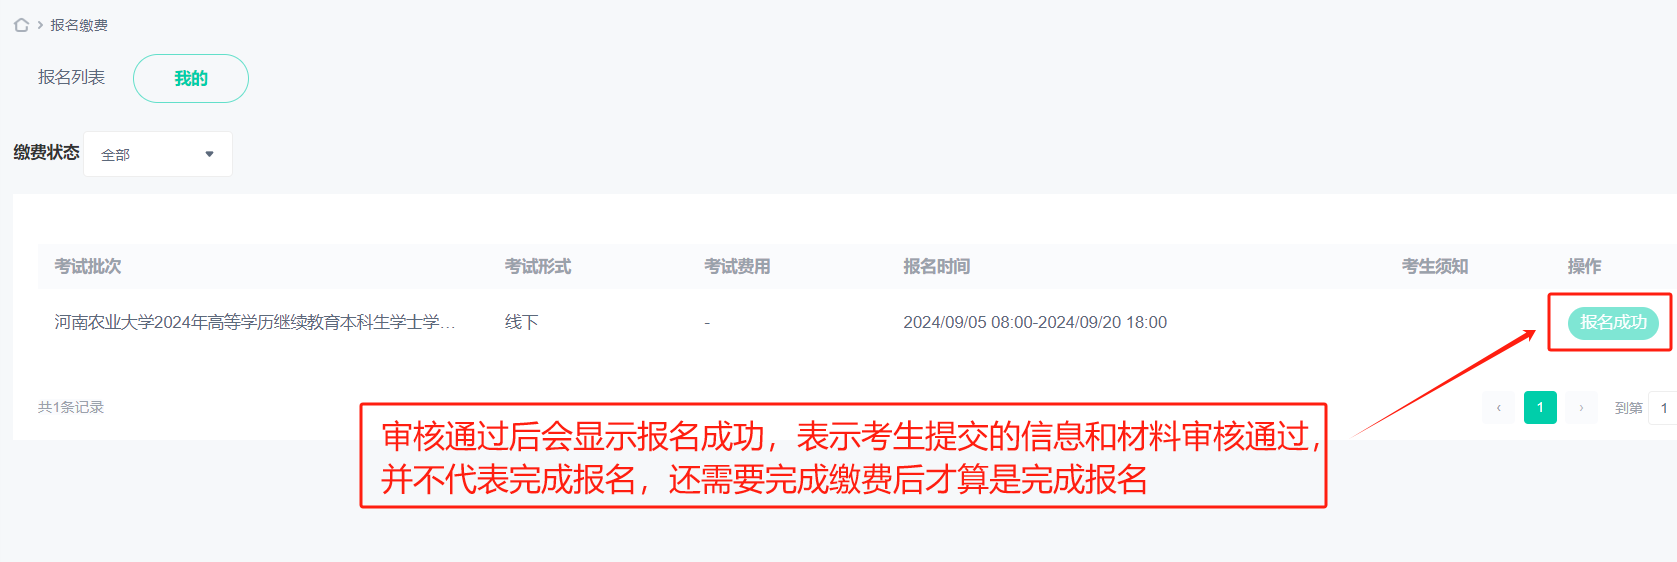 报名缴费
报名列表 我的
缴费状态 全部
考试批次 考试形式 考试费用 报名时间 考生须知 操作
河南农业大学2024年高等学历继续教育本科生学士学... 线下 - 2024/09/05 08:00-2024/09/20 18:00 报名成功
共1条记录 1 到第 1
审核通过后会显示报名成功，表示考生提交的信息和材料审核通过，
并不代表完成报名，还需要完成缴费后才算是完成报名